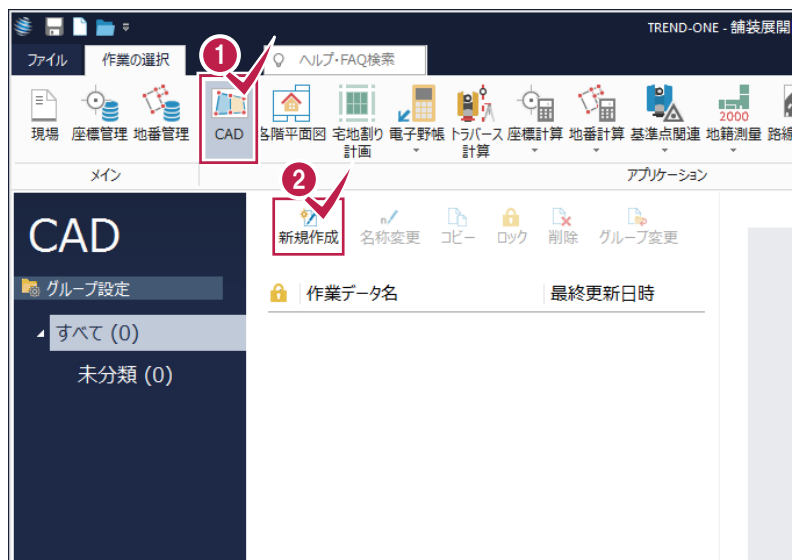 TREND-ONE - 舗装展開
ファイル 作業の選択 ヘルプ・FAQ検索
1
現場 座標管理 地番管理 CAD 各階平面図 宅地割り計画 電子野帳 トラバース計算 座標計算 地番計算 基準点関連 2000 地籍測量 路線
メイン アプリケーション
2
CAD
新規作成 名称変更 コピー ロック 削除 グループ変更
グループ設定
作業データ名 最終更新日時
すべて (0)
未分類 (0)